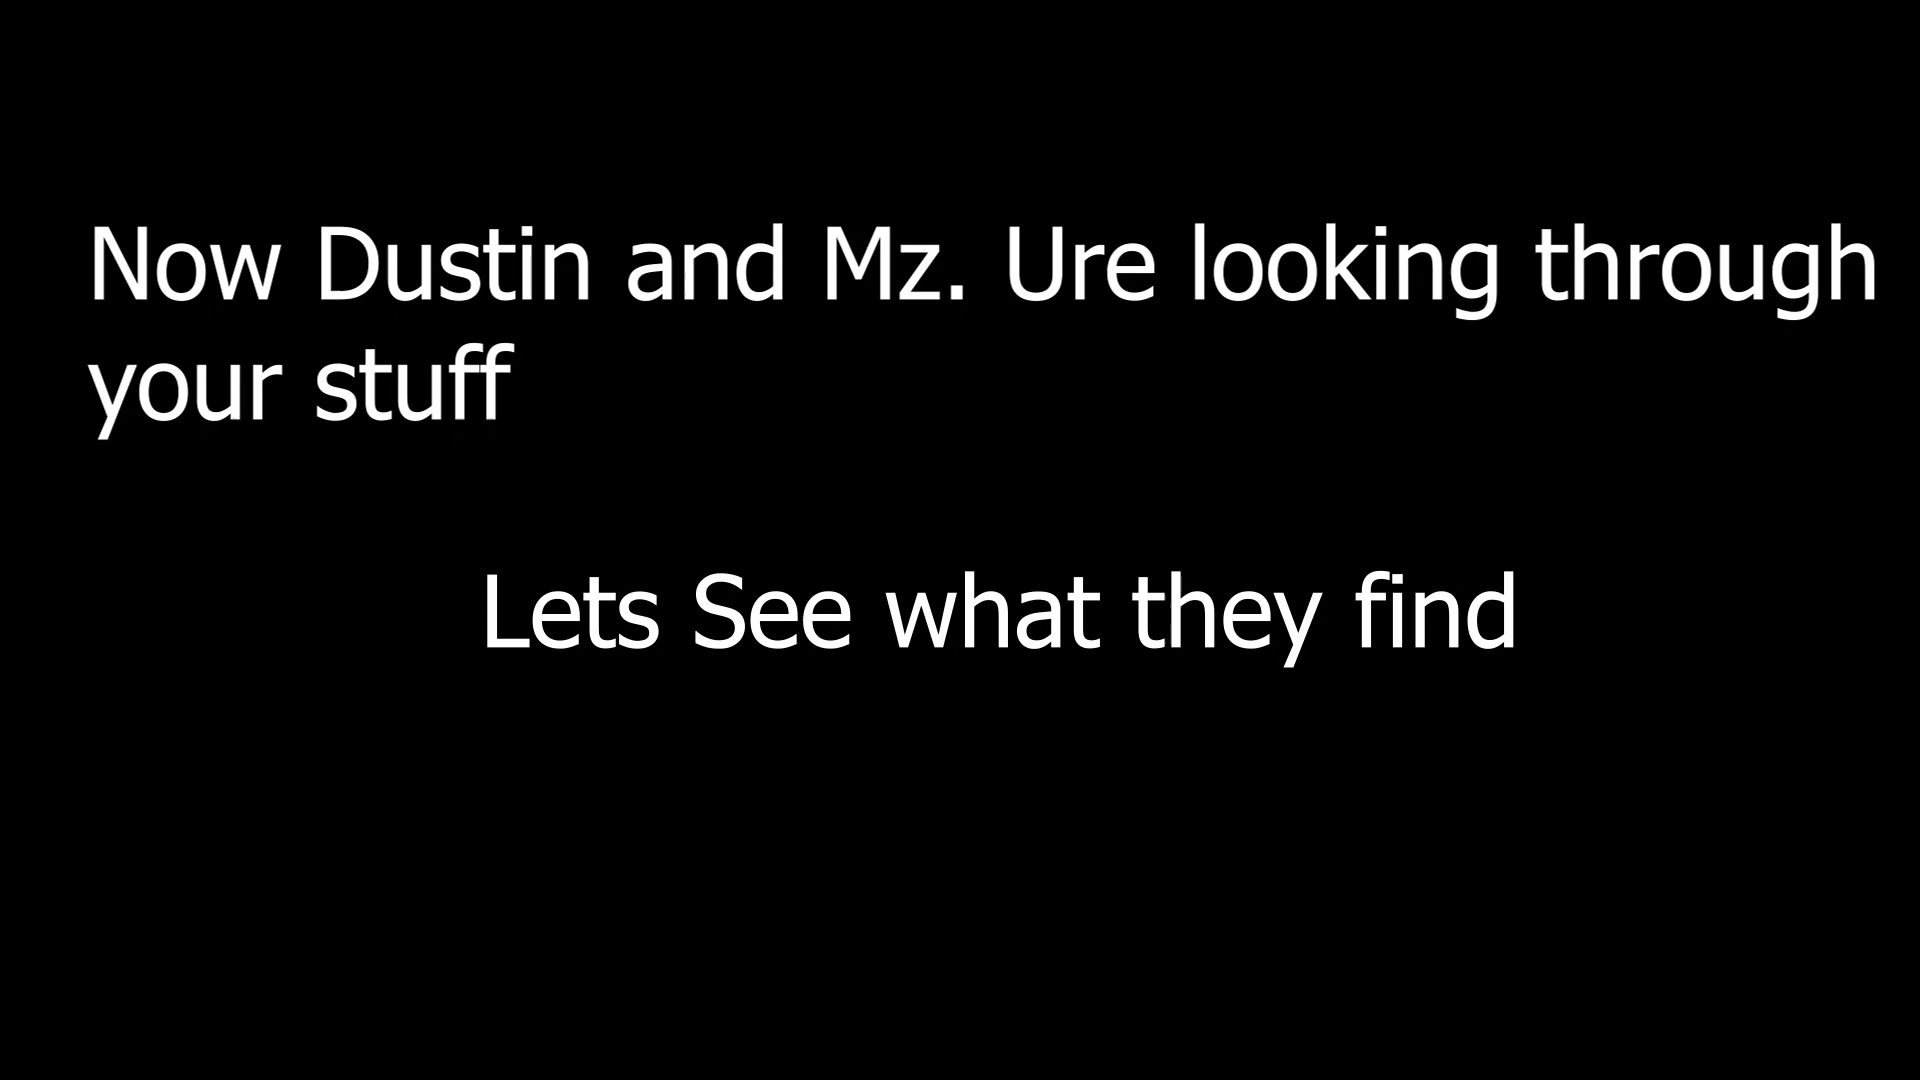 Now Dustin and Mz. Ure looking through
your stuff
Lets See what they find